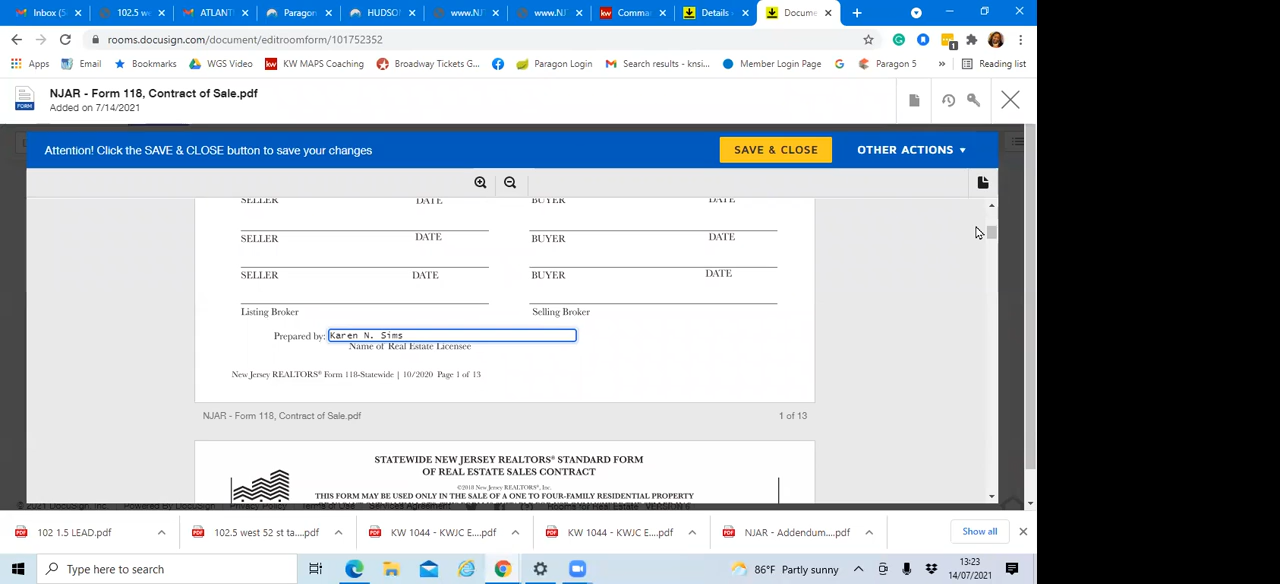 Inbox (5
102.5 w
ATLANT
Paragon
HUDSO
www.NJ
www.NJ
Comma
Details
Docume
rooms.docusign.com/document/editroomform/101752352
1
Apps
Email
Bookmarks
WGS Video
KW MAPS Coaching
Broadway Tickets G...
Paragon Login
Search results - knsi...
Member Login Page
Paragon 5
»
Reading list
FORM
NJAR - Form 118, Contract of Sale.pdf
Added on 7/14/2021
Attention! Click the SAVE & CLOSE button to save your changes
SAVE & CLOSE
OTHER ACTIONS
SELLER DATE BUYER DATE
SELLER DATE BUYER DATE
SELLER DATE BUYER DATE
Listing Broker Selling Broker
Prepared by: Karen N. Sims
Name of Real Estate Licensee
New Jersey REALTORS® Form 118-Statewide | 10/2020 Page 1 of 13
NJAR - Form 118, Contract of Sale.pdf 1 of 13
STATEWIDE NEW JERSEY REALTORS® STANDARD FORM
OF REAL ESTATE SALES CONTRACT
©2018 New Jersey REALTORS®, Inc.
THIS FORM MAY BE USED ONLY IN THE SALE OF A ONE TO FOUR-FAMILY RESIDENTIAL PROPERTY
102 1.5 LEAD.pdf
102.5 west 52 st ta....pdf
KW 1044 - KWJC E....pdf
KW 1044 - KWJC E....pdf
NJAR - Addendum....pdf
Show all
Type here to search
86°F Partly sunny
13:23
14/07/2021